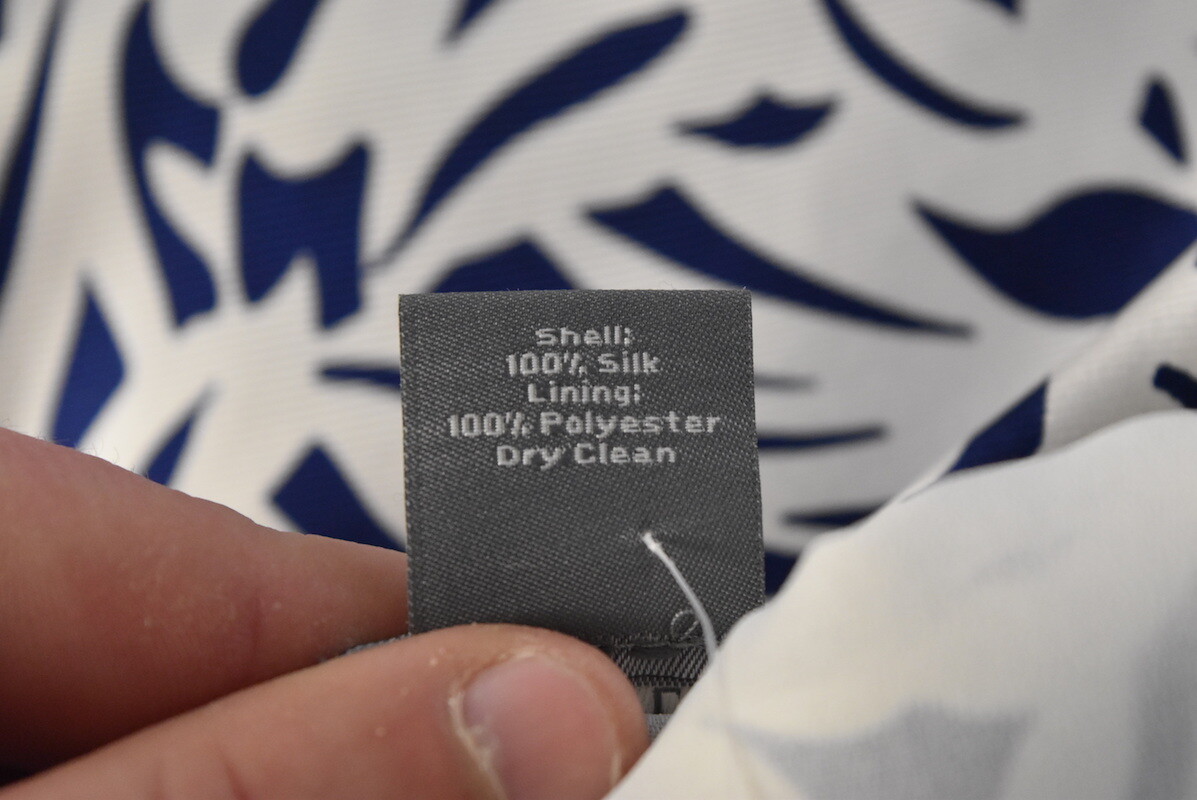 Shell:
100% Silk
Lining:
100% Polyester
Dry Clean